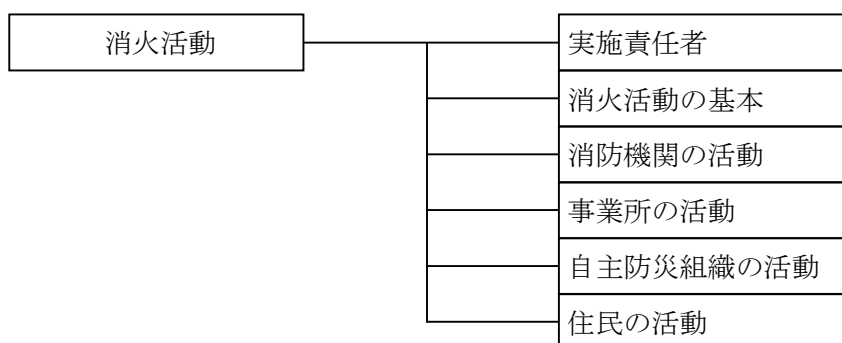 消火活動
実施責任者
消火活動の基本
消防機関の活動
事業所の活動
自主防災組織の活動
住民の活動